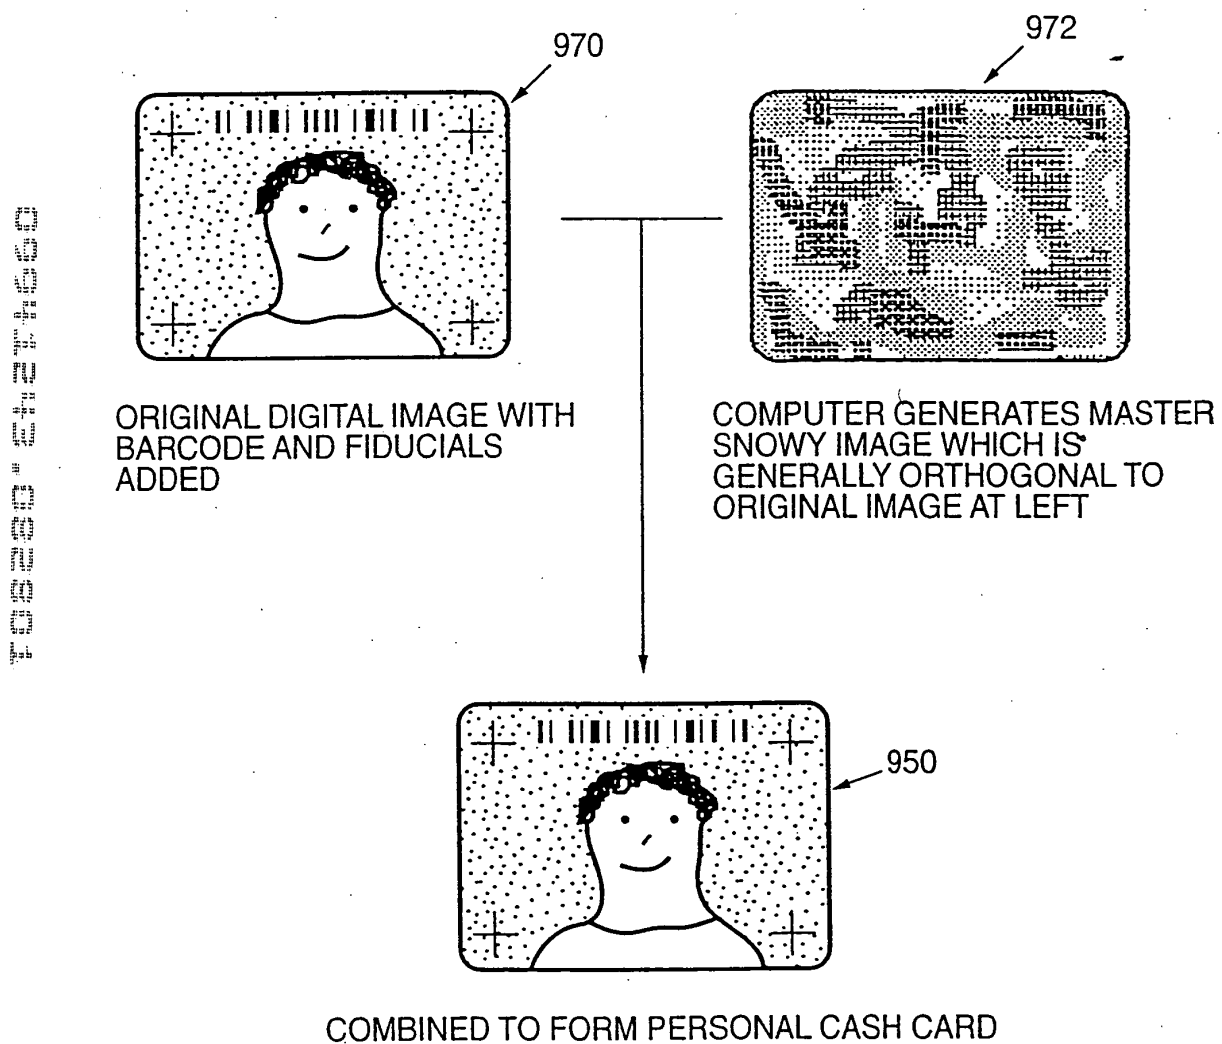 970
972
ORIGINAL DIGITAL IMAGE WITH
BARCODE AND FIDUCIALS
ADDED
COMPUTER GENERATES MASTER
SNOWY IMAGE WHICH IS
GENERALLY ORTHOGONAL TO
ORIGINAL IMAGE AT LEFT
950
COMBINED TO FORM PERSONAL CASH CARD